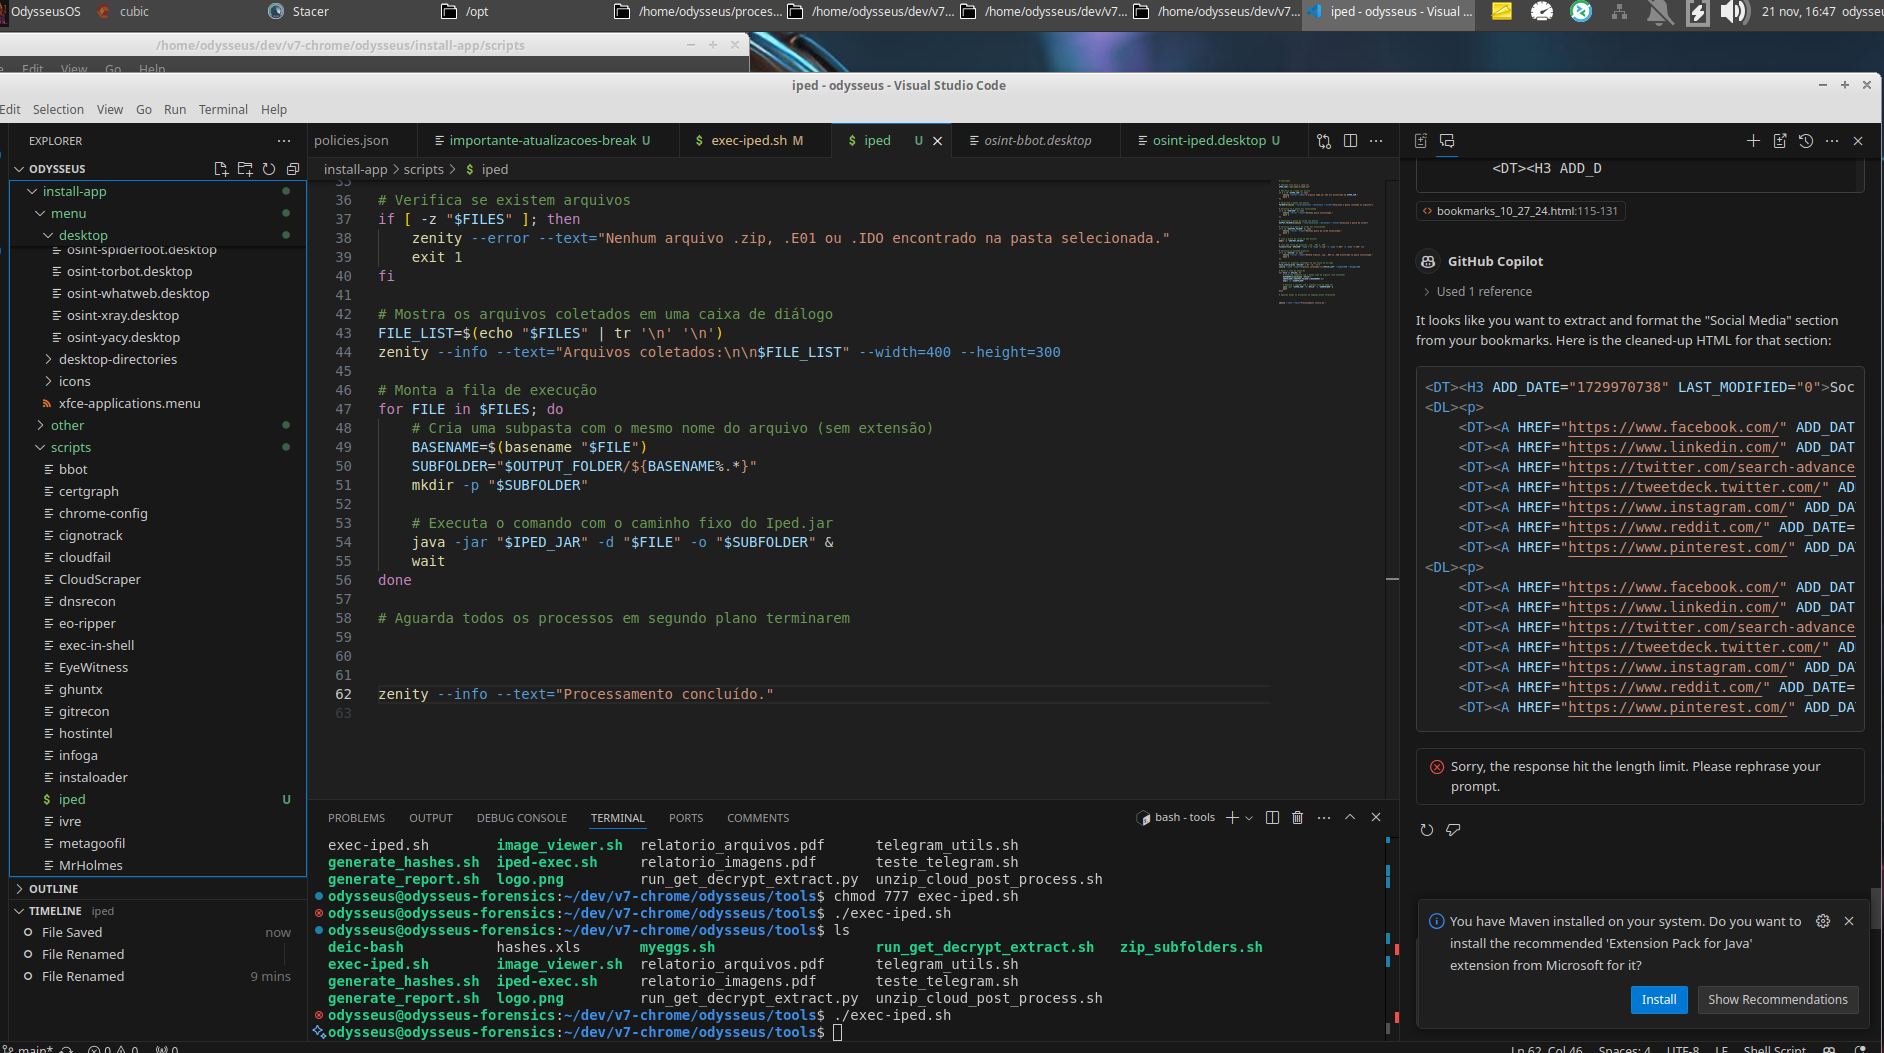 OdysseusOS
cubic
Stacer
/opt
/home/odysseus/proces...
/home/odysseus/dev/v7...
/home/odysseus/dev/v7...
/home/odysseus/dev/v7...
iped - odysseus - Visual ...
21 nov, 16:47
odysseu
/home/odysseus/dev/v7-chrome/odysseus/install-app/scripts
Edit View Go Help
iped - odysseus - Visual Studio Code
Edit Selection View Go Run Terminal Help
EXPLORER
ODYSSEUS
install-app
menu
desktop
osint-spiderfoot.desktop
osint-torbot.desktop
osint-whatweb.desktop
osint-xray.desktop
osint-yacy.desktop
desktop-directories
icons
xfce-applications.menu
other
scripts
bbot
certgraph
chrome-config
cignotrack
cloudfail
CloudScraper
dnsrecon
eo-ripper
exec-in-shell
EyeWitness
ghuntx
gitrecon
hostintel
infoga
instaloader
iped U
ivre
metagoofil
MrHolmes
OUTLINE
TIMELINE iped
File Saved now
File Renamed
File Renamed 9 mins
policies.json
importante-atualizacoes-break U
$ exec-iped.sh M
$ iped U
osint-bbot.desktop
osint-iped.desktop U
install-app > scripts > $ iped
35
36 # Verifica se existem arquivos
37 if [ -z "$FILES" ]; then
38 zenity --error --text="Nenhum arquivo .zip, .E01 ou .IDO encontrado na pasta selecionada."
39 exit 1
40 fi
41
42 # Mostra os arquivos coletados em uma caixa de diálogo
43 FILE_LIST=$(echo "$FILES" | tr '\n' '\n')
44 zenity --info --text="Arquivos coletados:\n\n$FILE_LIST" --width=400 --height=300
45
46 # Monta a fila de execução
47 for FILE in $FILES; do
48 # Cria uma subpasta com o mesmo nome do arquivo (sem extensão)
49 BASENAME=$(basename "$FILE")
50 SUBFOLDER="$OUTPUT_FOLDER/${BASENAME%.*}"
51 mkdir -p "$SUBFOLDER"
52
53 # Executa o comando com o caminho fixo do Iped.jar
54 java -jar "$IPED_JAR" -d "$FILE" -o "$SUBFOLDER" &
55 wait
56 done
57
58 # Aguarda todos os processos em segundo plano terminarem
59
60
61
62 zenity --info --text="Processamento concluído."
63
PROBLEMS OUTPUT DEBUG CONSOLE TERMINAL PORTS COMMENTS
bash - tools
exec-iped.sh image_viewer.sh relatorio_arquivos.pdf telegram_utils.sh
generate_hashes.sh iped-exec.sh relatorio_imagens.pdf teste_telegram.sh
generate_report.sh logo.png run_get_decrypt_extract.py unzip_cloud_post_process.sh
odysseus@odysseus-forensics:~/dev/v7-chrome/odysseus/tools$ chmod 777 exec-iped.sh
odysseus@odysseus-forensics:~/dev/v7-chrome/odysseus/tools$ ./exec-iped.sh
odysseus@odysseus-forensics:~/dev/v7-chrome/odysseus/tools$ ls
deic-bash hashes.xls myeggs.sh run_get_decrypt_extract.sh zip_subfolders.sh
exec-iped.sh image_viewer.sh relatorio_arquivos.pdf telegram_utils.sh
generate_hashes.sh iped-exec.sh relatorio_imagens.pdf teste_telegram.sh
generate_report.sh logo.png run_get_decrypt_extract.py unzip_cloud_post_process.sh
odysseus@odysseus-forensics:~/dev/v7-chrome/odysseus/tools$ ./exec-iped.sh
odysseus@odysseus-forensics:~/dev/v7-chrome/odysseus/tools$
<DT><H3 ADD_D
bookmarks_10_27_24.html:115-131
GitHub Copilot
Used 1 reference
It looks like you want to extract and format the "Social Media" section
from your bookmarks. Here is the cleaned-up HTML for that section:
<DT><H3 ADD_DATE="1729970738" LAST_MODIFIED="0">Soc
<DL><p>
<DT><A HREF="https://www.facebook.com/" ADD_DAT
<DT><A HREF="https://www.linkedin.com/" ADD_DAT
<DT><A HREF="https://twitter.com/search-advance
<DT><A HREF="https://tweetdeck.twitter.com/" AD
<DT><A HREF="https://www.instagram.com/" ADD_DA
<DT><A HREF="https://www.reddit.com/" ADD_DATE=
<DT><A HREF="https://www.pinterest.com/" ADD_DA
<DL><p>
<DT><A HREF="https://www.facebook.com/" ADD_DAT
<DT><A HREF="https://www.linkedin.com/" ADD_DAT
<DT><A HREF="https://twitter.com/search-advance
<DT><A HREF="https://tweetdeck.twitter.com/" AD
<DT><A HREF="https://www.instagram.com/" ADD_DA
<DT><A HREF="https://www.reddit.com/" ADD_DATE=
<DT><A HREF="https://www.pinterest.com/" ADD_DA
Sorry, the response hit the length limit. Please rephrase your
prompt.
You have Maven installed on your system. Do you want to
install the recommended 'Extension Pack for Java'
extension from Microsoft for it?
Install
Show Recommendations
main* 0 0 0
Ln 62, Col 46 Spaces: 4 UTF-8 LF Shell Script